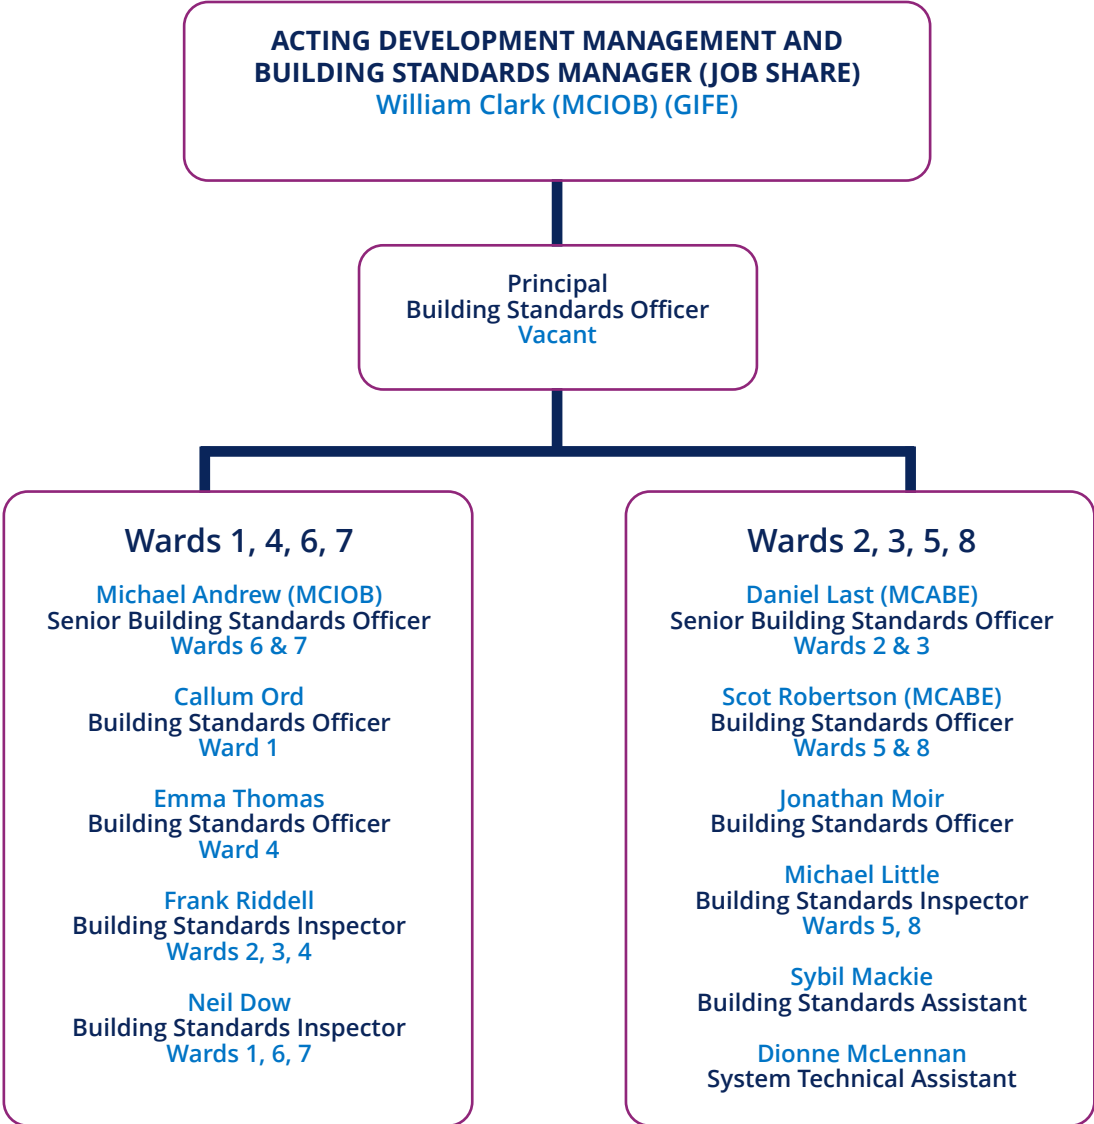 ACTING DEVELOPMENT MANAGEMENT AND
BUILDING STANDARDS MANAGER (JOB SHARE)
William Clark (MCIOB) (GIFE)
Principal
Building Standards Officer
Vacant
Wards 1, 4, 6, 7
Michael Andrew (MCIOB)
Senior Building Standards Officer
Wards 6 & 7
Callum Ord
Building Standards Officer
Ward 1
Emma Thomas
Building Standards Officer
Ward 4
Frank Riddell
Building Standards Inspector
Wards 2, 3, 4
Neil Dow
Building Standards Inspector
Wards 1, 6, 7
Wards 2, 3, 5, 8
Daniel Last (MCABE)
Senior Building Standards Officer
Wards 2 & 3
Scot Robertson (MCABE)
Building Standards Officer
Wards 5 & 8
Jonathan Moir
Building Standards Officer
Michael Little
Building Standards Inspector
Wards 5, 8
Sybil Mackie
Building Standards Assistant
Dionne McLennan
System Technical Assistant